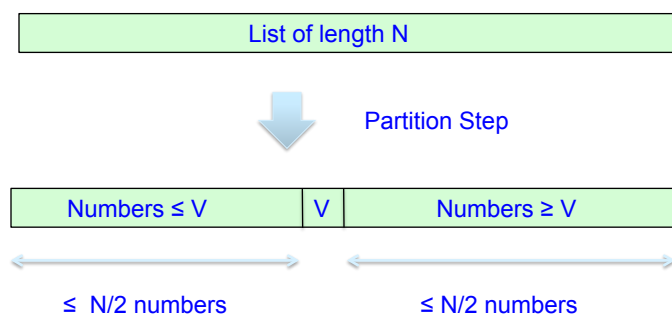 List of length N
Partition Step
Numbers ≤ V V Numbers ≥ V
≤ N/2 numbers ≤ N/2 numbers